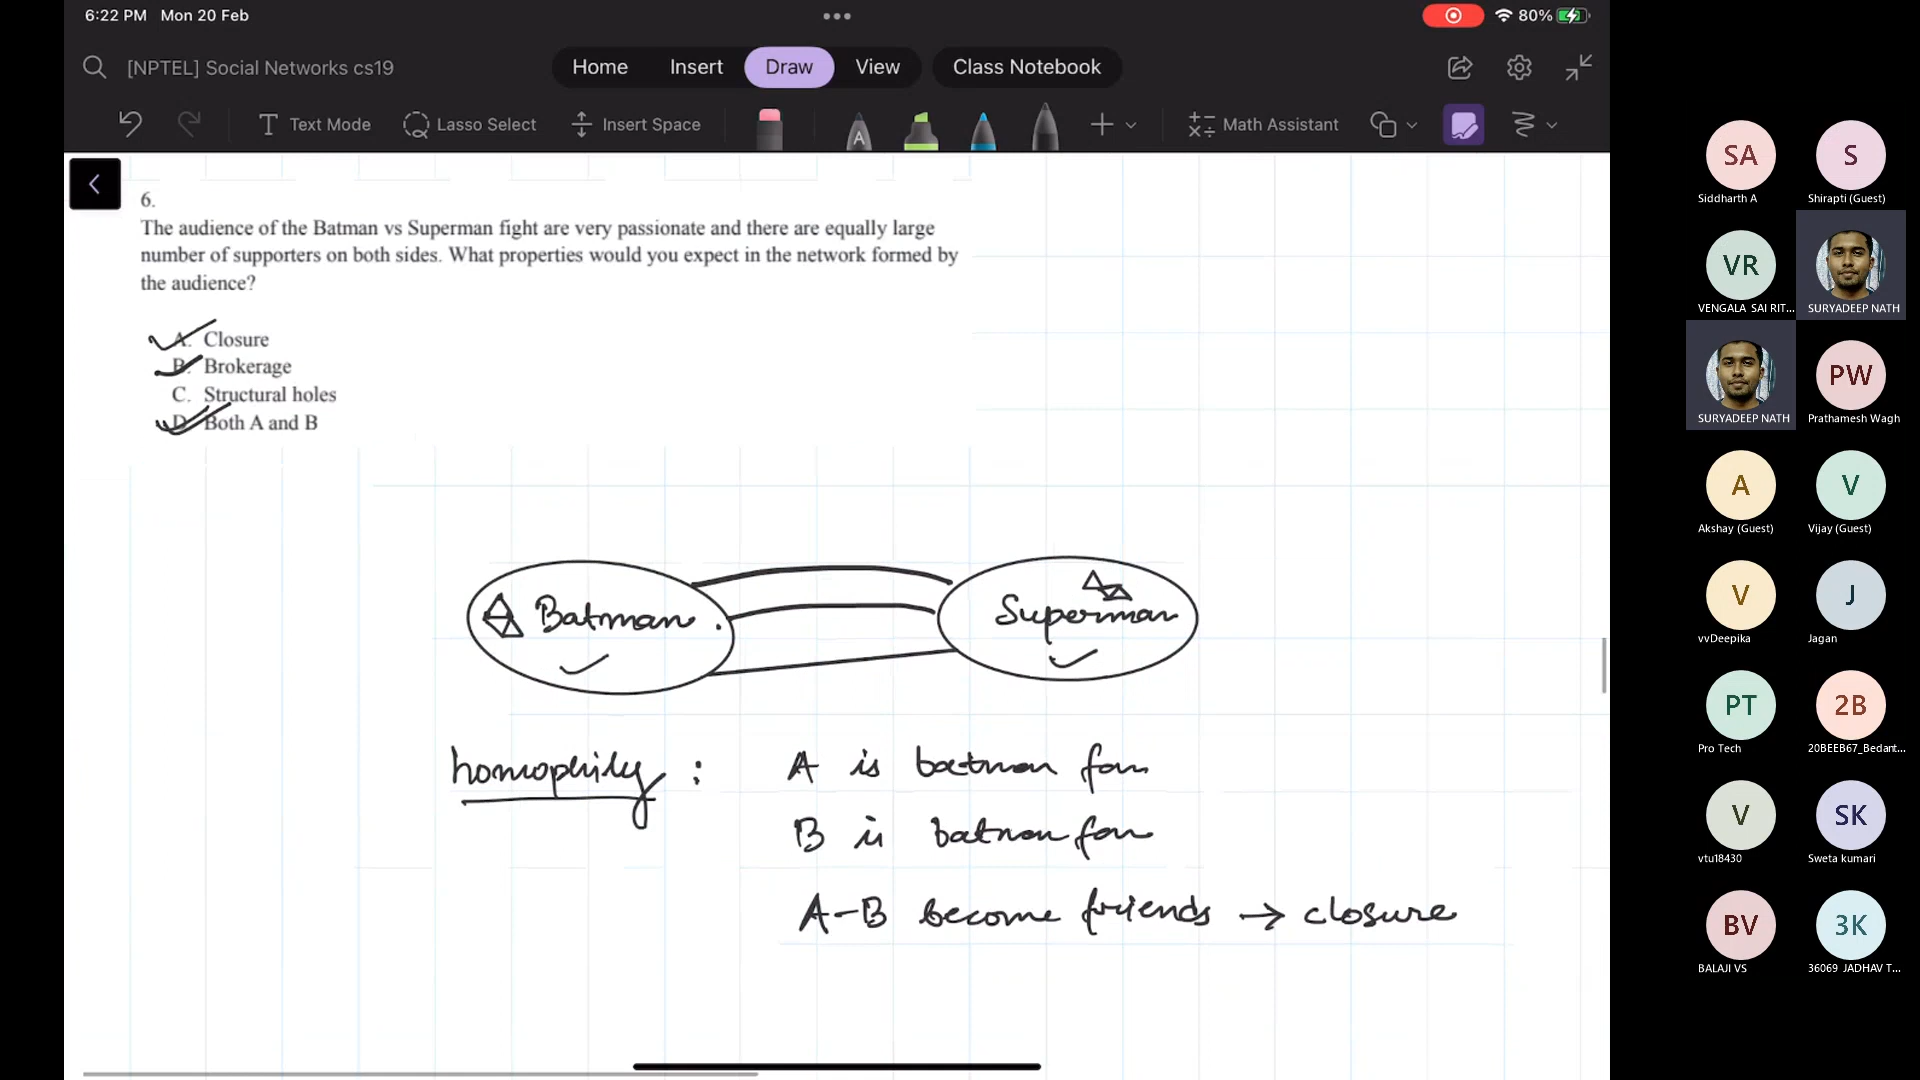 6:22 PM Mon 20 Feb
80%
[NPTEL] Social Networks cs19
Home Insert Draw View Class Notebook
Text Mode Lasso Select Insert Space A Math Assistant
6.
The audience of the Batman vs Superman fight are very passionate and there are equally large
number of supporters on both sides. What properties would you expect in the network formed by
the audience?
A. Closure
B. Brokerage
C. Structural holes
D. Both A and B
Batman
Superman
homophily : A is batman fan
B is batman fan
A-B become friends → closure
SA S
Siddharth A Shirapti (Guest)
VR
VENGALA SAI RIT... SURYADEEP NATH
PW
SURYADEEP NATH Prathamesh Wagh
A V
Akshay (Guest) Vijay (Guest)
V J
vvDeepika Jagan
PT 2B
Pro Tech 20BEEB67_Bedant...
V SK
vtu18430 Sweta kumari
BV 3K
BALAJI VS 36069 JADHAV T...